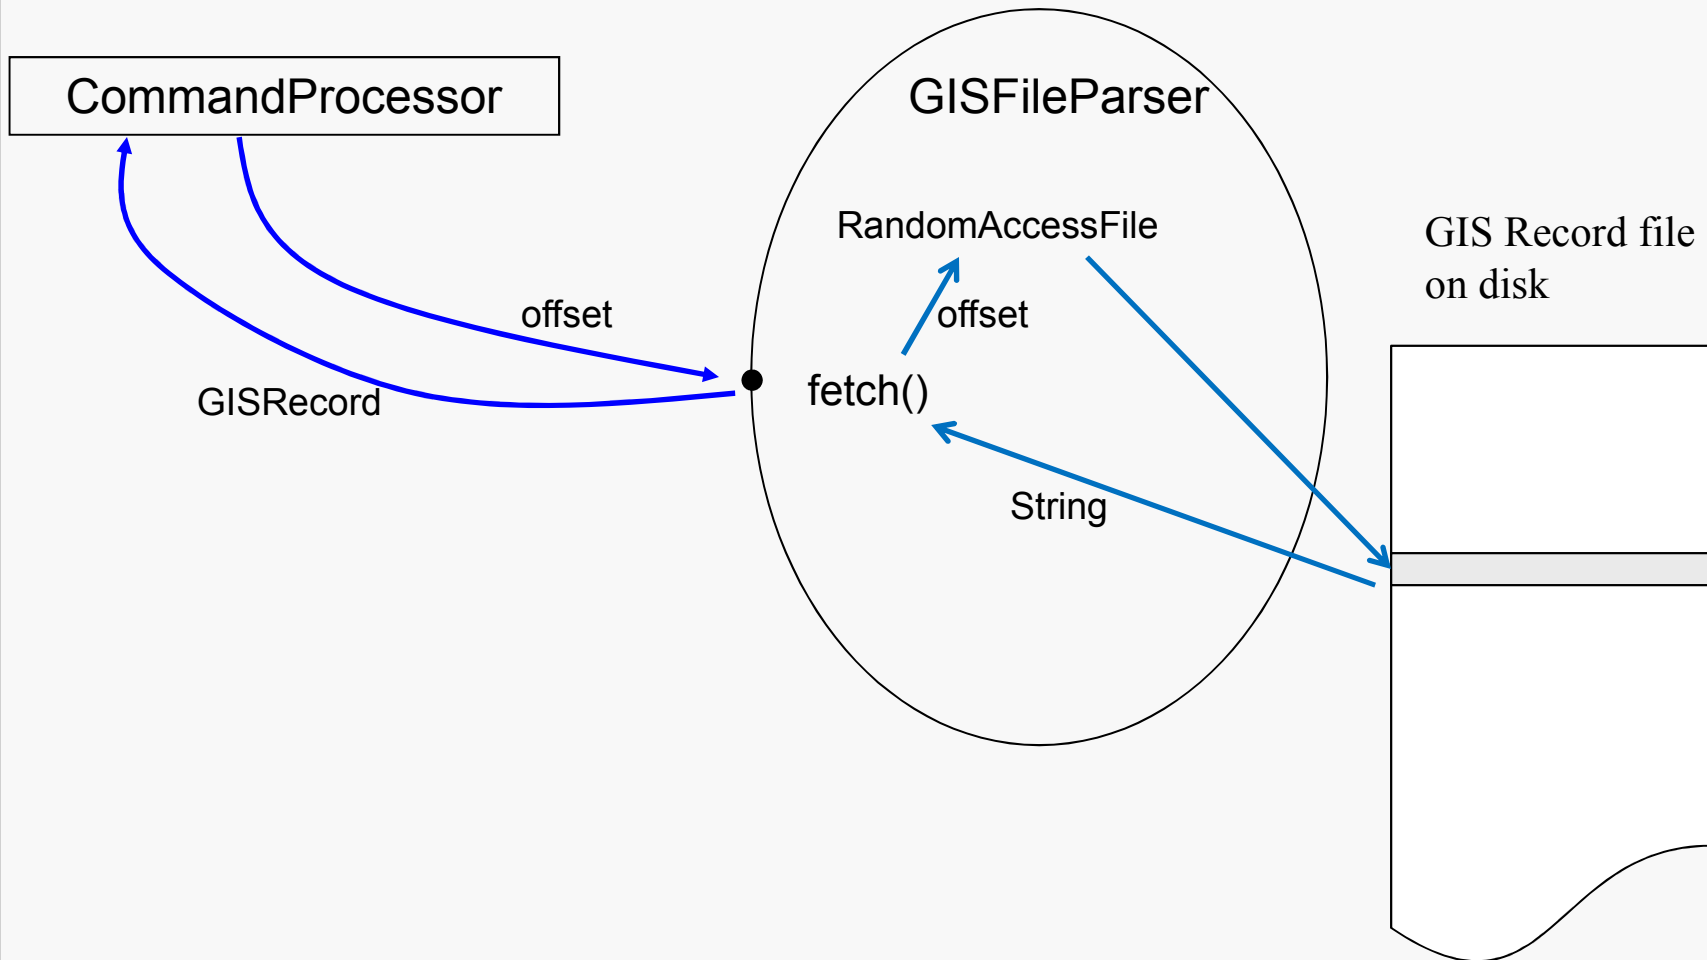 CommandProcessor
GISFileParser
RandomAccessFile
GIS Record file
on disk
offset
offset
fetch()
GISRecord
String